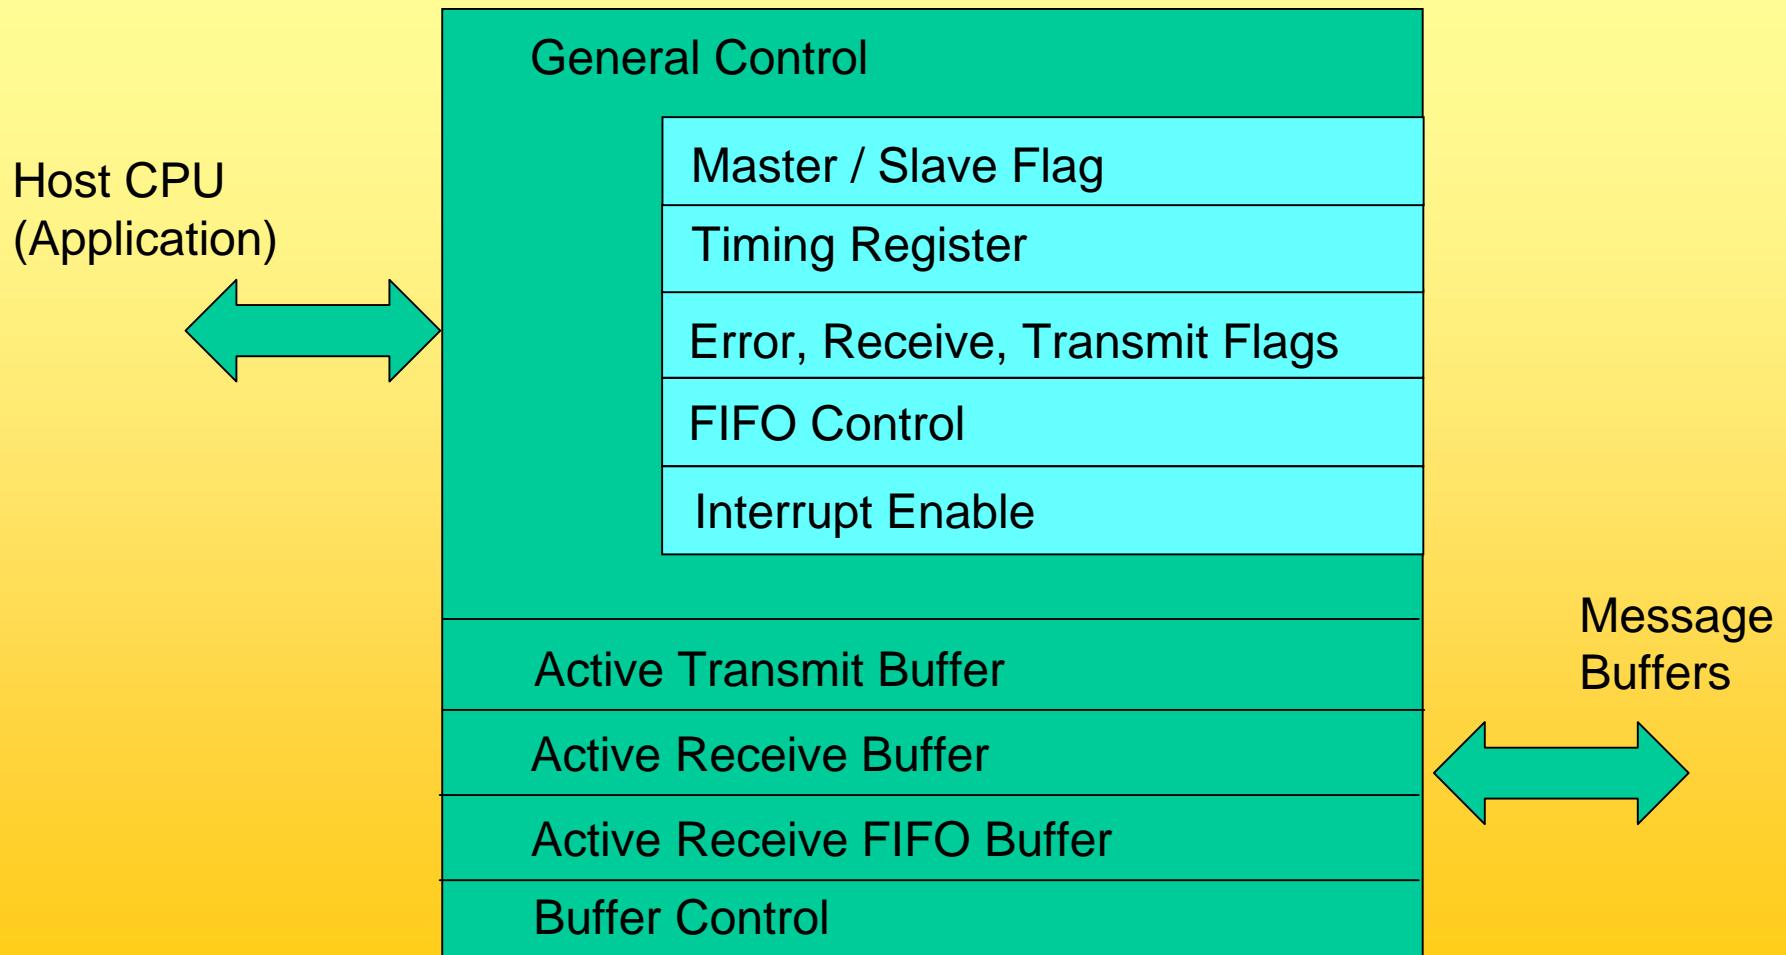 General Control
Host CPU
(Application)
Master / Slave Flag
Timing Register
Error, Receive, Transmit Flags
FIFO Control
Interrupt Enable
Message
Buffers
Active Transmit Buffer
Active Receive Buffer
Active Receive FIFO Buffer
Buffer Control